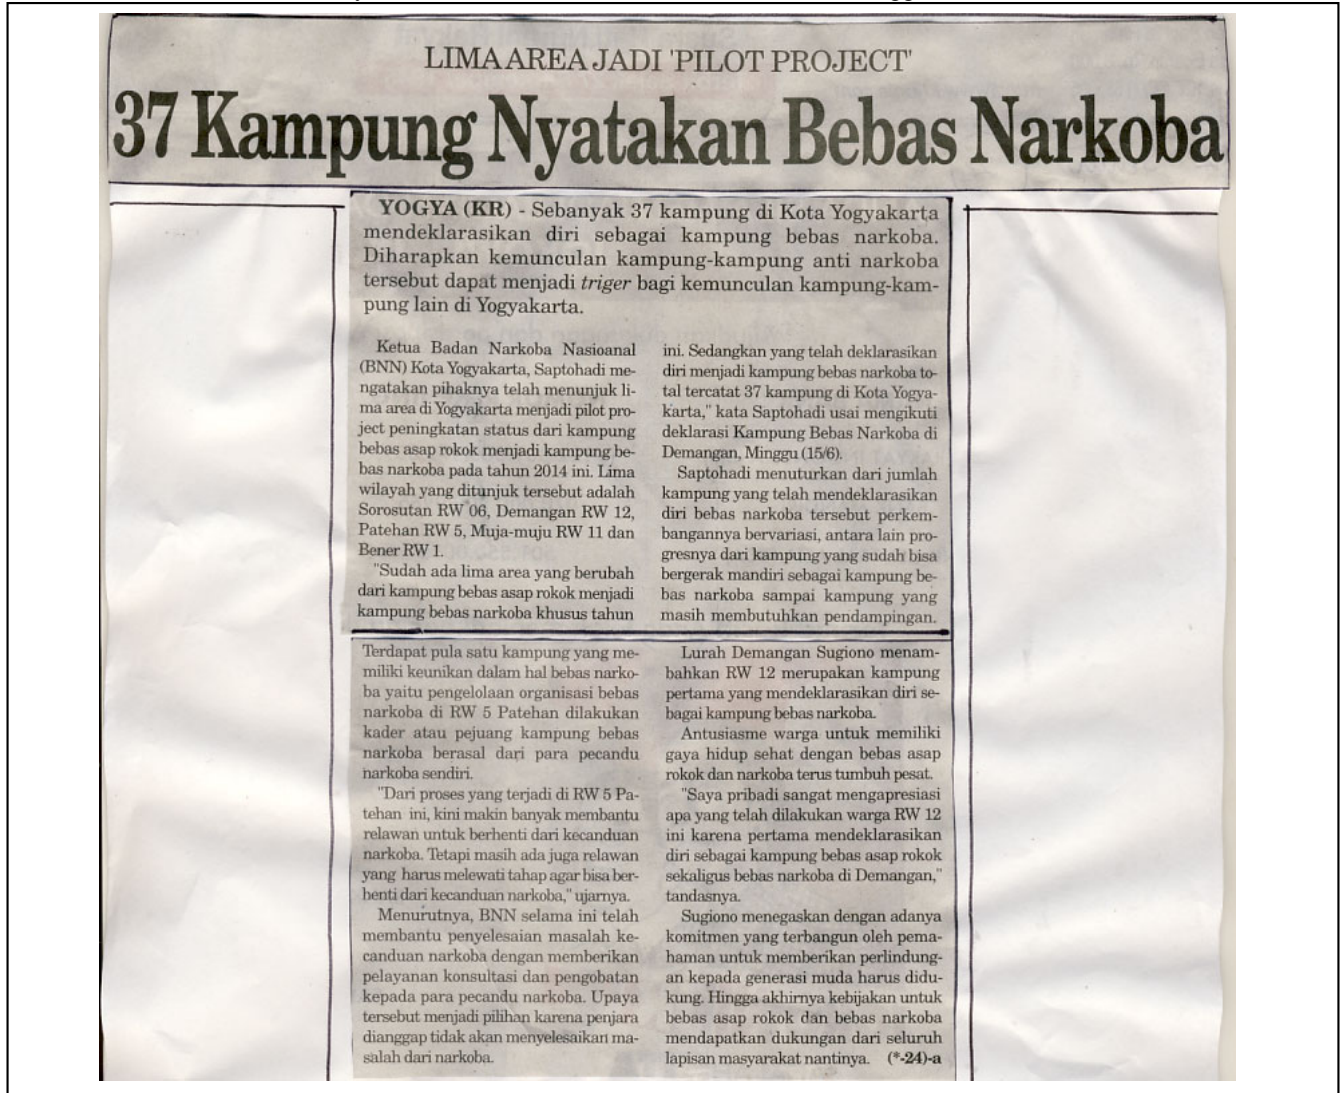 LIMA AREA JADI 'PILOT PROJECT'
37 Kampung Nyatakan Bebas Narkoba
YOGYA (KR) - Sebanyak 37 kampung di Kota Yogyakarta
mendeklarasikan diri sebagai kampung bebas narkoba.
Diharapkan kemunculan kampung-kampung anti narkoba
tersebut dapat menjadi triger bagi kemunculan kampung-kam-
pung lain di Yogyakarta.
Ketua Badan Narkoba Nasioanal
(BNN) Kota Yogyakarta, Saptohadi me-
ngatakan pihaknya telah menunjuk li-
ma area di Yogyakarta menjadi pilot pro-
ject peningkatan status dari kampung
bebas asap rokok menjadi kampung be-
bas narkoba pada tahun 2014 ini. Lima
wilayah yang ditunjuk tersebut adalah
Sorosutan RW 06, Demangan RW 12,
Patehan RW 5, Muja-muju RW 11 dan
Bener RW 1.
"Sudah ada lima area yang berubah
dari kampung bebas asap rokok menjadi
kampung bebas narkoba khusus tahun
ini. Sedangkan yang telah deklarasikan
diri menjadi kampung bebas narkoba to-
tal tercatat 37 kampung di Kota Yogya-
karta," kata Saptohadi usai mengikuti
deklarasi Kampung Bebas Narkoba di
Demangan, Minggu (15/6).
Saptohadi menuturkan dari jumlah
kampung yang telah mendeklarasikan
diri bebas narkoba tersebut perkem-
bangannya bervariasi, antara lain pro-
gresnya dari kampung yang sudah bisa
bergerak mandiri sebagai kampung be-
bas narkoba sampai kampung yang
masih membutuhkan pendampingan.
Terdapat pula satu kampung yang me-
miliki keunikan dalam hal bebas narko-
ba yaitu pengelolaan organisasi bebas
narkoba di RW 5 Patehan dilakukan
kader atau pejuang kampung bebas
narkoba berasal dari para pecandu
narkoba sendiri.
"Dari proses yang terjadi di RW 5 Pa-
tehan ini, kini makin banyak membantu
relawan untuk berhenti dari kecanduan
narkoba. Tetapi masih ada juga relawan
yang harus melewati tahap agar bisa ber-
henti dari kecanduan narkoba," ujarnya.
Menurutnya, BNN selama ini telah
membantu penyelesaian masalah ke-
canduan narkoba dengan memberikan
pelayanan konsultasi dan pengobatan
kepada para pecandu narkoba. Upaya
tersebut menjadi pilihan karena penjara
dianggap tidak akan menyelesaikan ma-
salah dari narkoba.
Lurah Demangan Sugiono menam-
bahkan RW 12 merupakan kampung
pertama yang mendeklarasikan diri se-
bagai kampung bebas narkoba.
Antusiasme warga untuk memiliki
gaya hidup sehat dengan bebas asap
rokok dan narkoba terus tumbuh pesat.
"Saya pribadi sangat mengapresiasi
apa yang telah dilakukan warga RW 12
ini karena pertama mendeklarasikan
diri sebagai kampung bebas asap rokok
sekaligus bebas narkoba di Demangan,"
tandasnya.
Sugiono menegaskan dengan adanya
komitmen yang terbangun oleh pema-
haman untuk memberikan perlindung-
an kepada generasi muda harus didu-
kung. Hingga akhirnya kebijakan untuk
bebas asap rokok dan bebas narkoba
mendapatkan dukungan dari seluruh
lapisan masyarakat nantinya. (*-24)-a